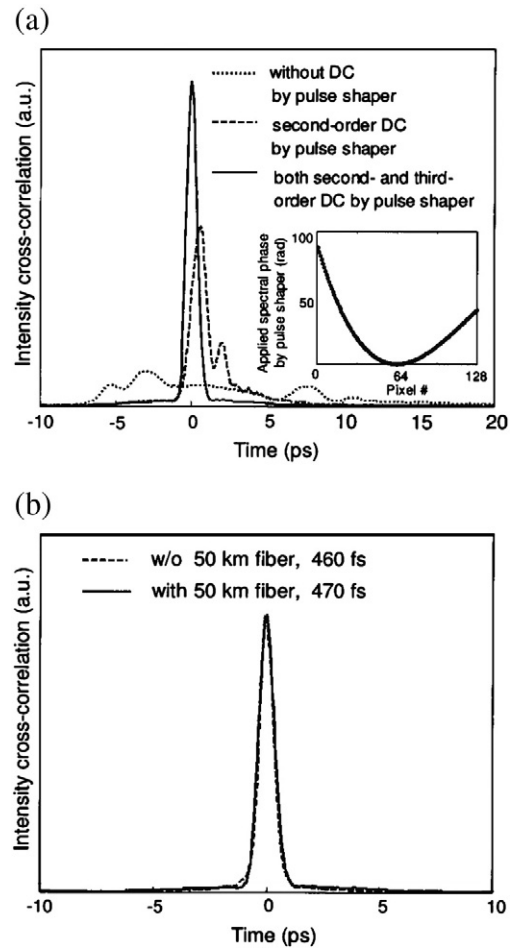 (a)
Intensity cross-correlation (a.u.)
without DC
by pulse shaper
second-order DC
by pulse shaper
both second- and third-
order DC by pulse shaper
Applied spectral phase
by pulse shaper (rad)
100
50
0
0
64
128
Pixel #
-10
-5
0
5
10
15
20
Time (ps)
(b)
Intensity cross-correlation (a.u.)
w/o 50 km fiber, 460 fs
with 50 km fiber, 470 fs
-10
-5
0
5
10
Time (ps)